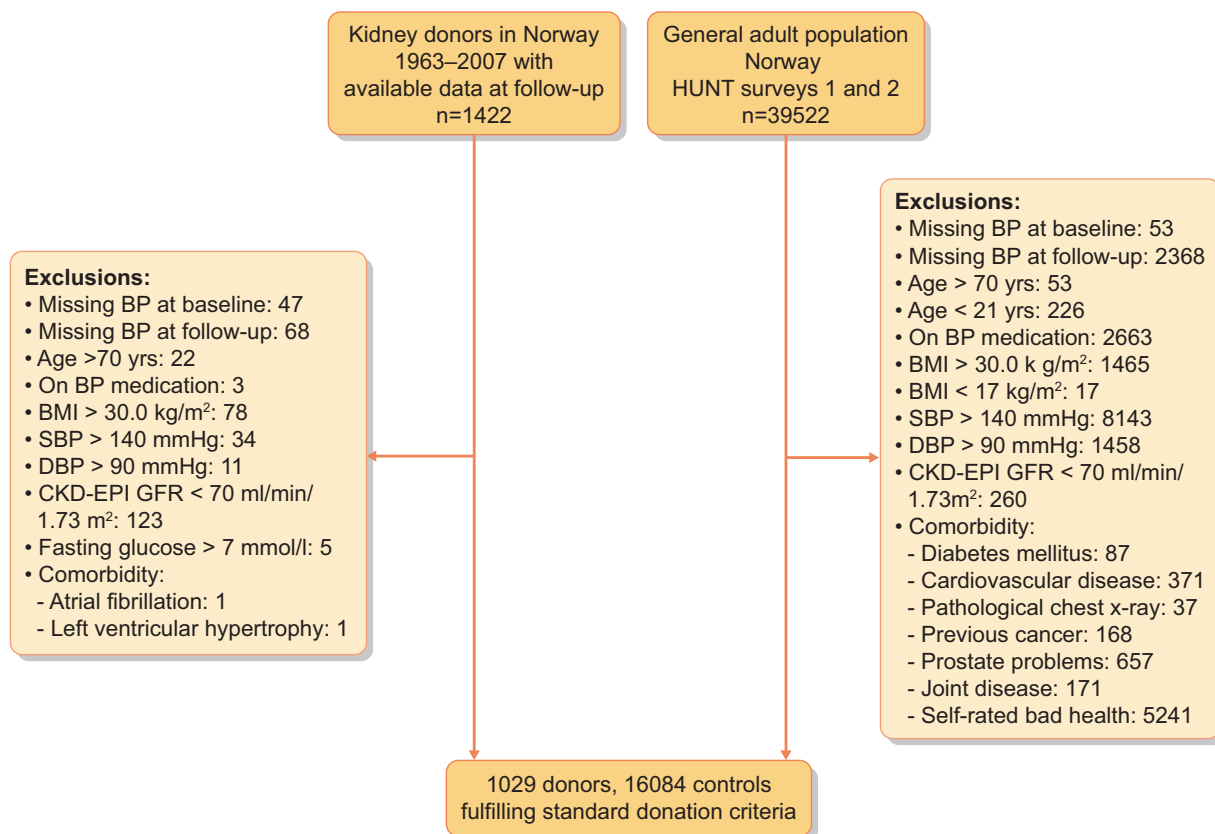 Kidney donors in Norway
1963–2007 with
available data at follow-up
n=1422
General adult population
Norway
HUNT surveys 1 and 2
n=39522
Exclusions:
• Missing BP at baseline: 47
• Missing BP at follow-up: 68
• Age >70 yrs: 22
• On BP medication: 3
• BMI > 30.0 kg/m²: 78
• SBP > 140 mmHg: 34
• DBP > 90 mmHg: 11
• CKD-EPI GFR < 70 ml/min/
1.73 m²: 123
• Fasting glucose > 7 mmol/l: 5
• Comorbidity:
- Atrial fibrillation: 1
- Left ventricular hypertrophy: 1
Exclusions:
• Missing BP at baseline: 53
• Missing BP at follow-up: 2368
• Age > 70 yrs: 53
• Age < 21 yrs: 226
• On BP medication: 2663
• BMI > 30.0 k g/m²: 1465
• BMI < 17 kg/m²: 17
• SBP > 140 mmHg: 8143
• DBP > 90 mmHg: 1458
• CKD-EPI GFR < 70 ml/min/
1.73m²: 260
• Comorbidity:
- Diabetes mellitus: 87
- Cardiovascular disease: 371
- Pathological chest x-ray: 37
- Previous cancer: 168
- Prostate problems: 657
- Joint disease: 171
- Self-rated bad health: 5241
1029 donors, 16084 controls
fulfilling standard donation criteria